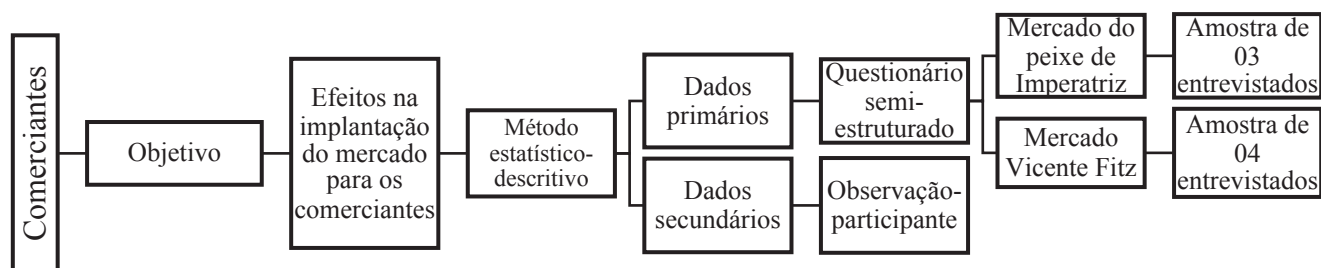 Comerciantes
Objetivo
Efeitos na
implantação
do mercado
para os
comerciantes
Método
estatístico-
descritivo
Dados
primários
Questionário
semi-
estruturado
Mercado do
peixe de
Imperatriz
Amostra de
03
entrevistados
Mercado
Vicente Fitz
Amostra de
04
entrevistados
Dados
secundários
Observação-
participante